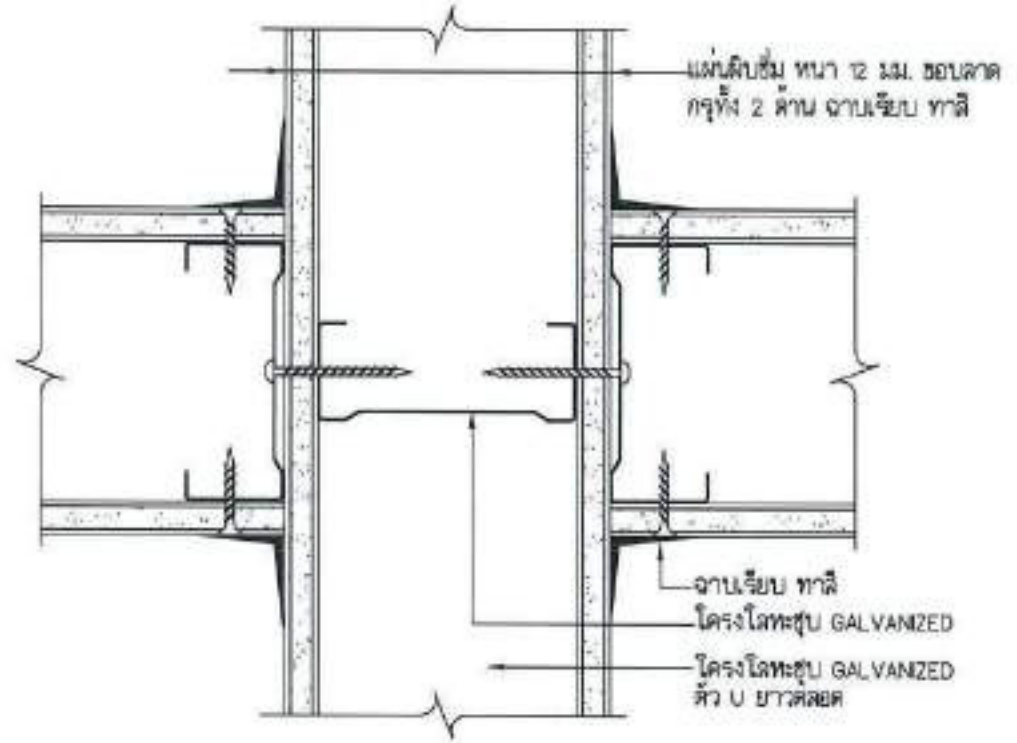 แผ่นยิบซั่ม หนา 12 มม. ขอบลาด
กรุทั้ง 2 ด้าน ฉาบเรียบ ทาสี
ฉาบเรียบ ทาสี
โครงโลหะชุบ GALVANIZED
โครงโลหะชุบ GALVANIZED
ตัว U ยาวตลอด